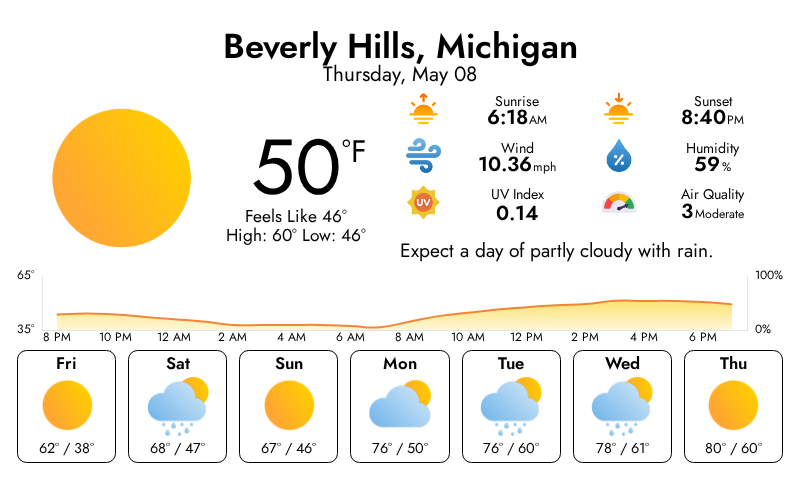 Beverly Hills, Michigan
Thursday, May 08
50°F
Feels Like 46°
High: 60° Low: 46°
Sunrise
6:18AM
Sunset
8:40PM
Wind
10.36mph
Humidity
59%
UV
UV Index
0.14
Air Quality
3Moderate
Expect a day of partly cloudy with rain.
65° 100%
35° 0%
8 PM 10 PM 12 AM 2 AM 4 AM 6 AM 8 AM 10 AM 12 PM 2 PM 4 PM 6 PM
Fri Sat Sun Mon Tue Wed Thu
62° / 38° 68° / 47° 67° / 46° 76° / 50° 76° / 60° 78° / 61° 80° / 60°